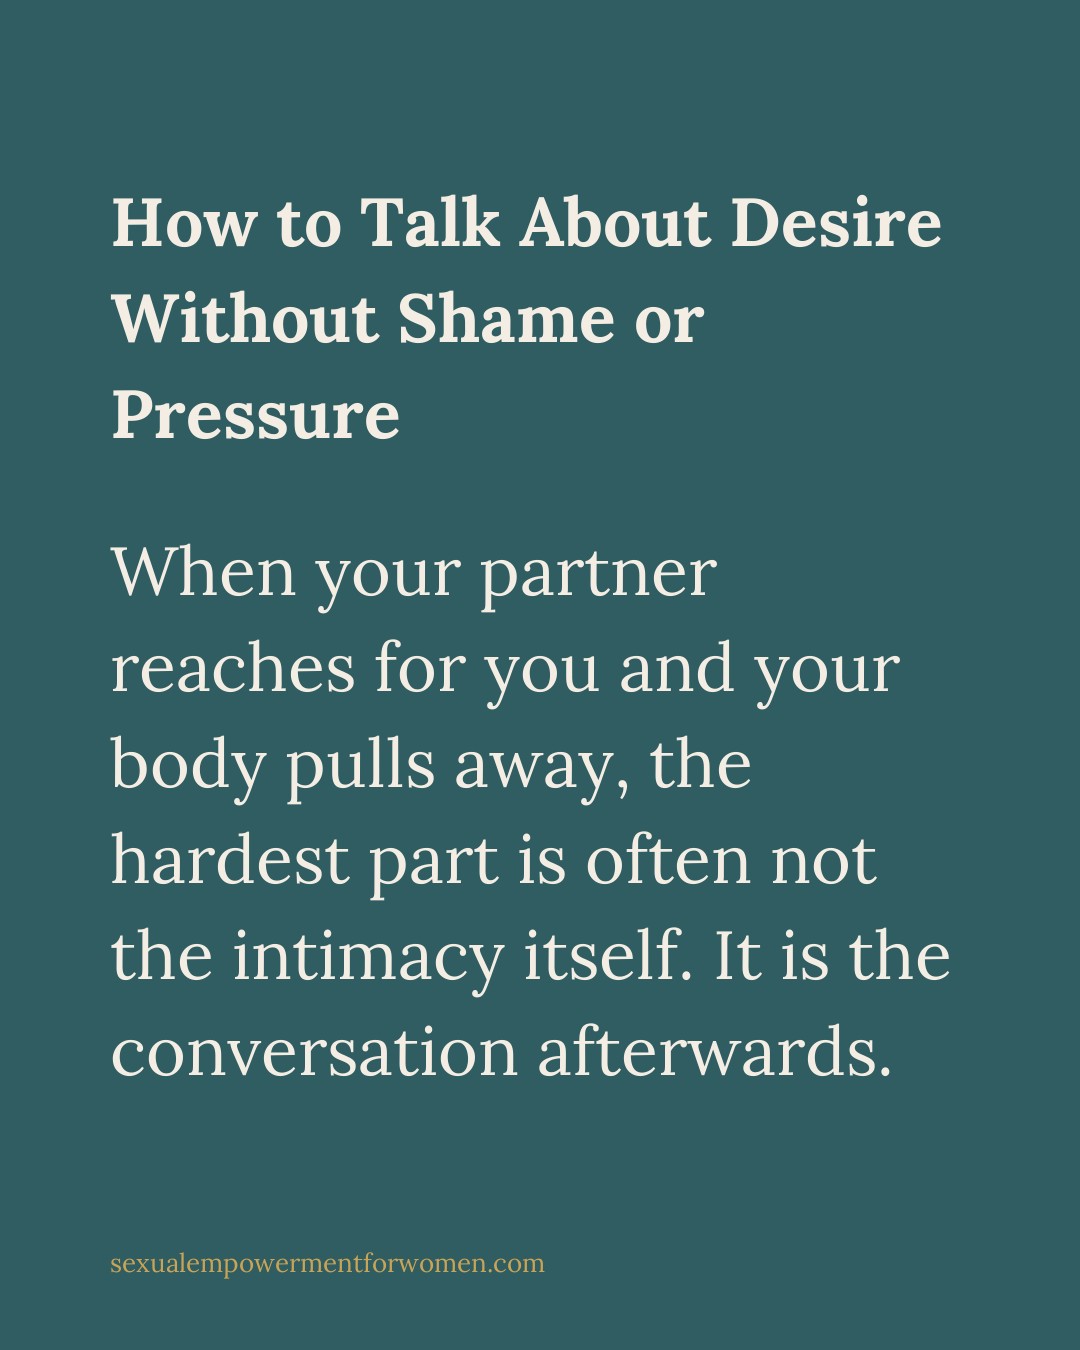 How to Talk About Desire
Without Shame or
Pressure
When your partner
reaches for you and your
body pulls away, the
hardest part is often not
the intimacy itself. It is the
conversation afterwards.
sexualempowermentforwomen.com